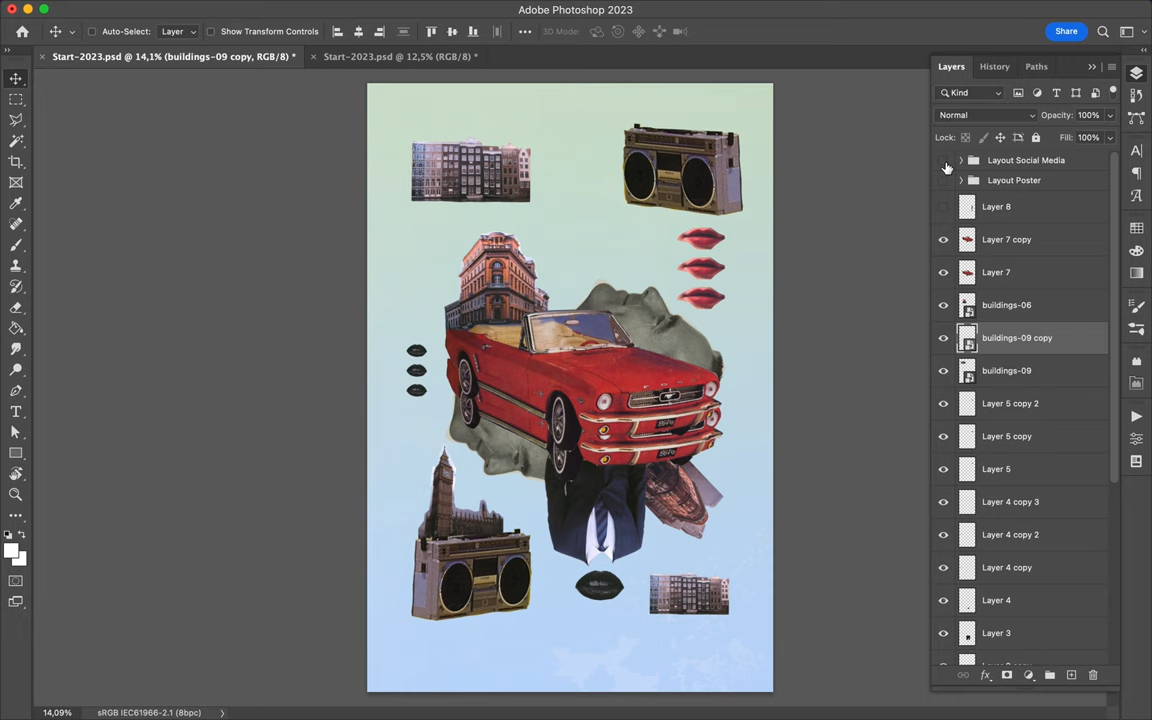 Adobe Photoshop 2023
Auto-Select: Layer Show Transform Controls 3D Mode: Share
Start-2023.psd @ 14,1% (buildings-09 copy, RGB/8) * Start-2023.psd @ 12,5% (RGB/8) *
Layers History Paths
Kind
Normal Opacity: 100%
Lock: Fill: 100%
Layout Social Media
Layout Poster
Layer 8
Layer 7 copy
Layer 7
buildings-06
buildings-09 copy
buildings-09
Layer 5 copy 2
Layer 5 copy
Layer 5
Layer 4 copy 3
Layer 4 copy 2
Layer 4 copy
Layer 4
Layer 3
14,09% sRGB IEC61966-2.1 (8bpc)